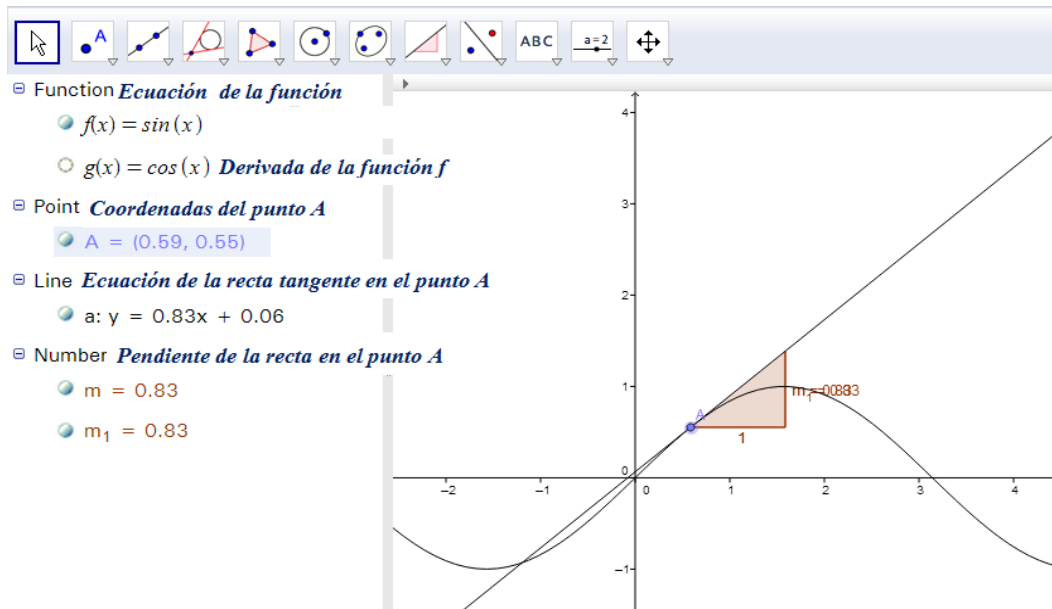 A
ABC
a=2
Function Ecuación de la función
f(x) = sin(x)
g(x) = cos(x) Derivada de la función f
Point Coordenadas del punto A
A = (0.59, 0.55)
Line Ecuación de la recta tangente en el punto A
a: y = 0.83x + 0.06
Number Pendiente de la recta en el punto A
m = 0.83
m₁ = 0.83
4
3
2
1
0
−1
−2
−1
0
1
2
3
4
A
1